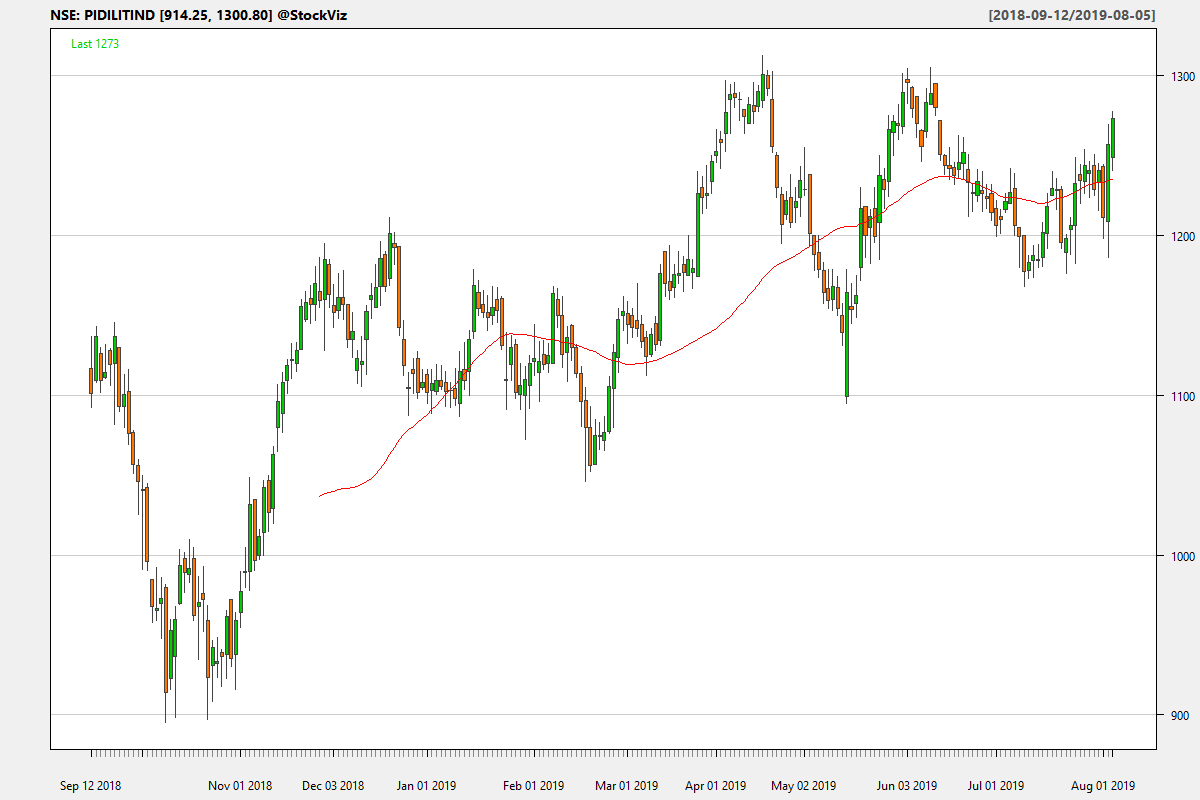 NSE: PIDILITIND [914.25, 1300.80] @StockViz [2018-09-12/2019-08-05]
Last 1273
1300
1200
1100
1000
900
Sep 12 2018 Nov 01 2018 Dec 03 2018 Jan 01 2019 Feb 01 2019 Mar 01 2019 Apr 01 2019 May 02 2019 Jun 03 2019 Jul 01 2019 Aug 01 2019